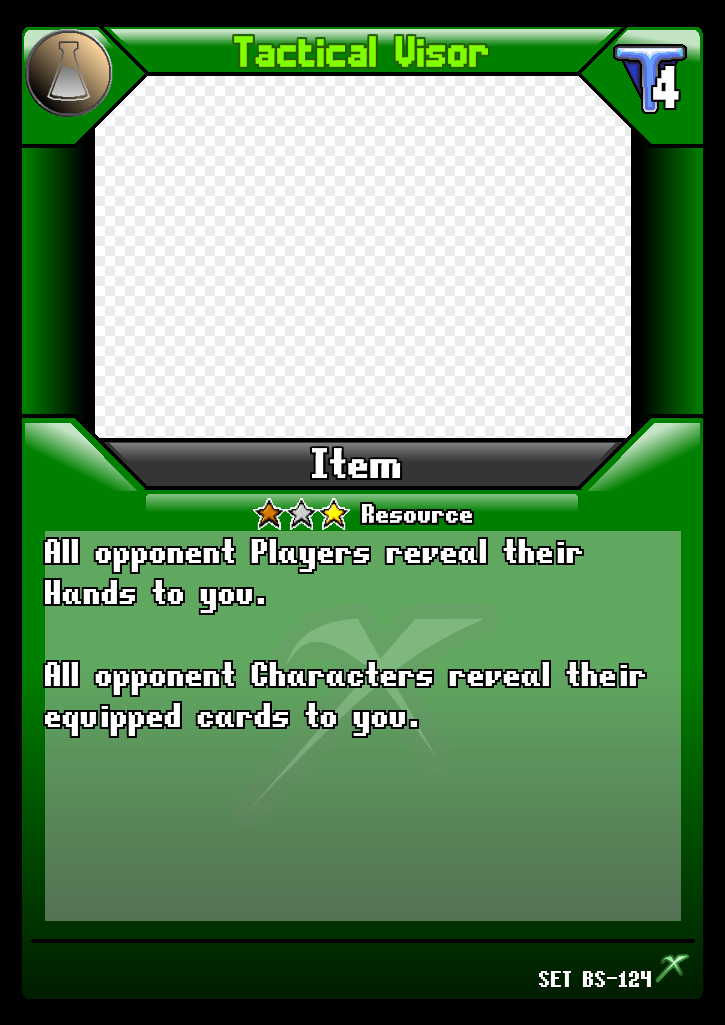 Tactical Visor
T4
Item
Resource
All opponent Players reveal their
Hands to you.
All opponent Characters reveal their
equipped cards to you.
SET BS-124